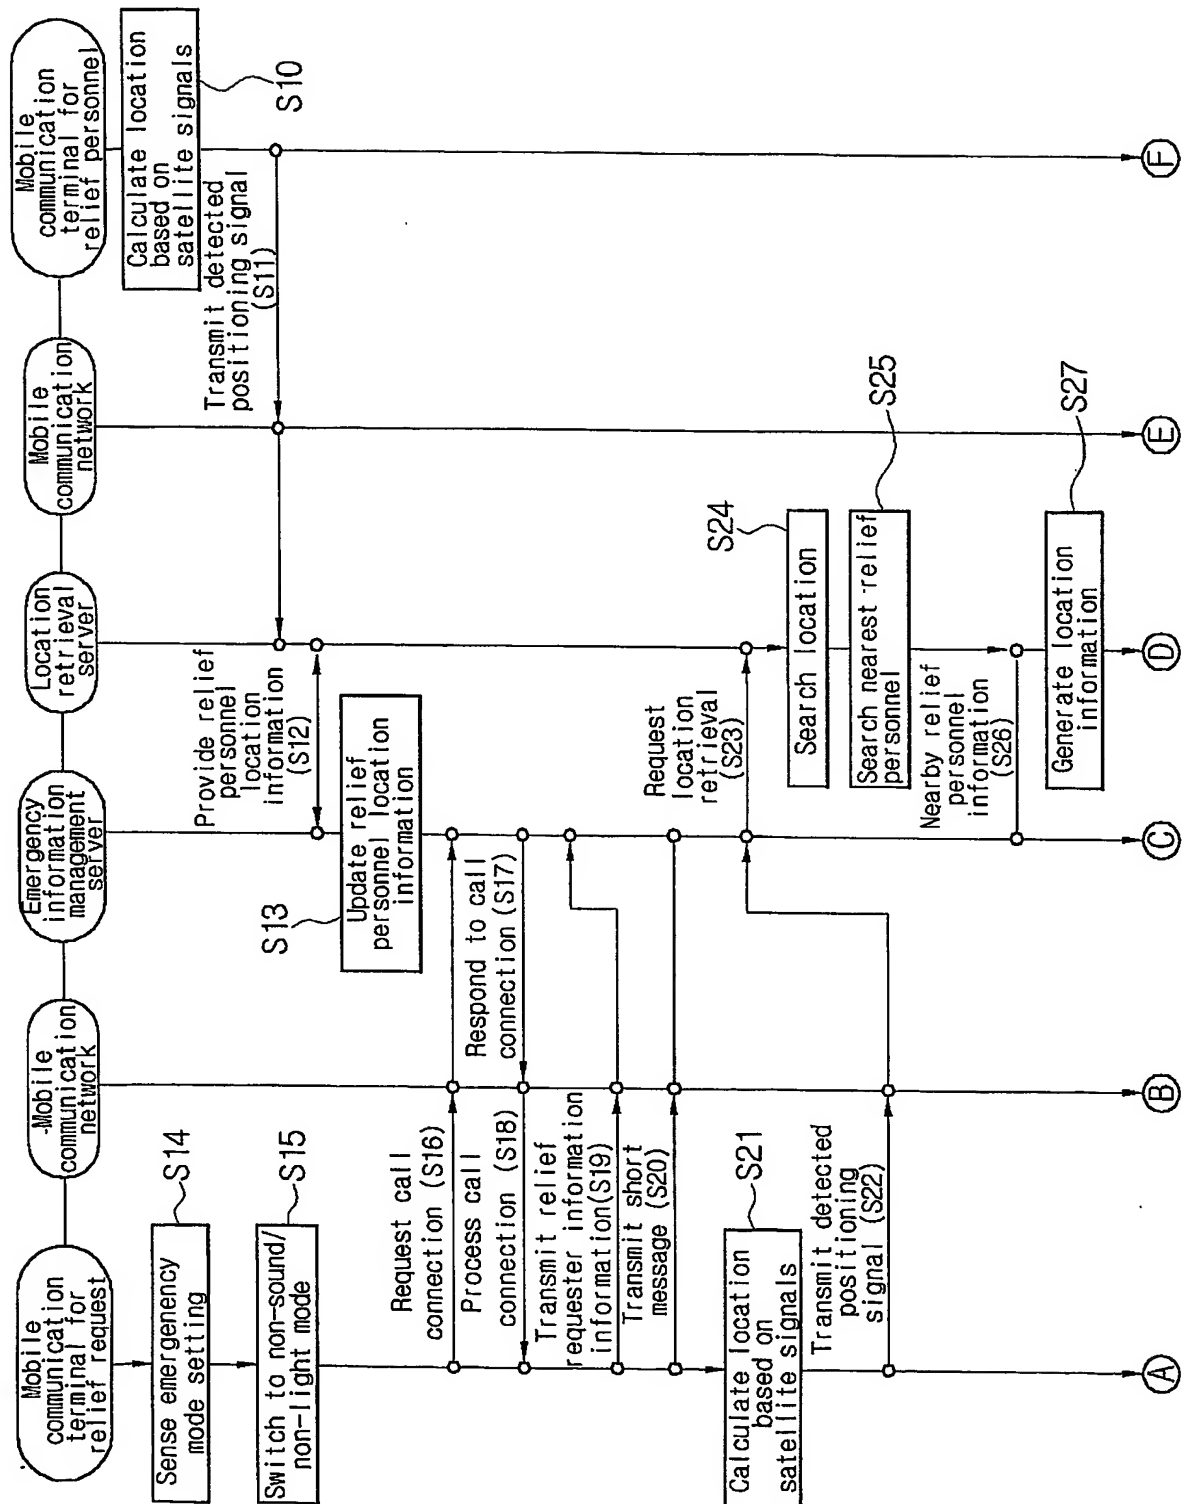 Mobile
communication
terminal for
relief request
-Mobile
communication
network
Emergency
information
management
server
Location
retrieval
server
Mobile
communication
network
Mobile
communication
terminal for
relief personnel
Calculate location
based on
satellite signals
S10
Transmit detected
positioning signal
(S11)
Provide relief
personnel
location
information
(S12)
S13
Update relief
personnel location
information
Sense emergenency
mode setting
S14
Switch to non-sound/
non-light mode
S15
Request call
connection (S16)
Respond to call
connection (S17)
Process call
connection (S18)
Transmit relief
requester information
information(S19)
Transmit short
message (S20)
Calculate location
based on
satellite signals
S21
Transmit detected
positioning
signal (S22)
Request
location
retrieval
(S23)
Search location
S24
Search nearest relief
personnel
S25
Nearby relief
personnel
information
(S26)
Generate location
information
S27
A
B
C
D
E
F